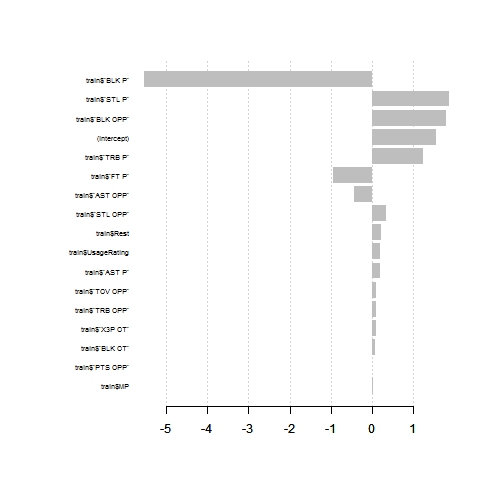 train$`BLK P`
train$`STL P`
train$`BLK OPP`
(Intercept)
train$`TRB P`
train$`FT P`
train$`AST OPP`
train$`STL OPP`
train$Rest
train$UsageRating
train$`AST P`
train$`TOV OPP`
train$`TRB OPP`
train$`X3P OT`
train$`BLK OT`
train$`PTS OPP`
train$MP
-5 -4 -3 -2 -1 0 1